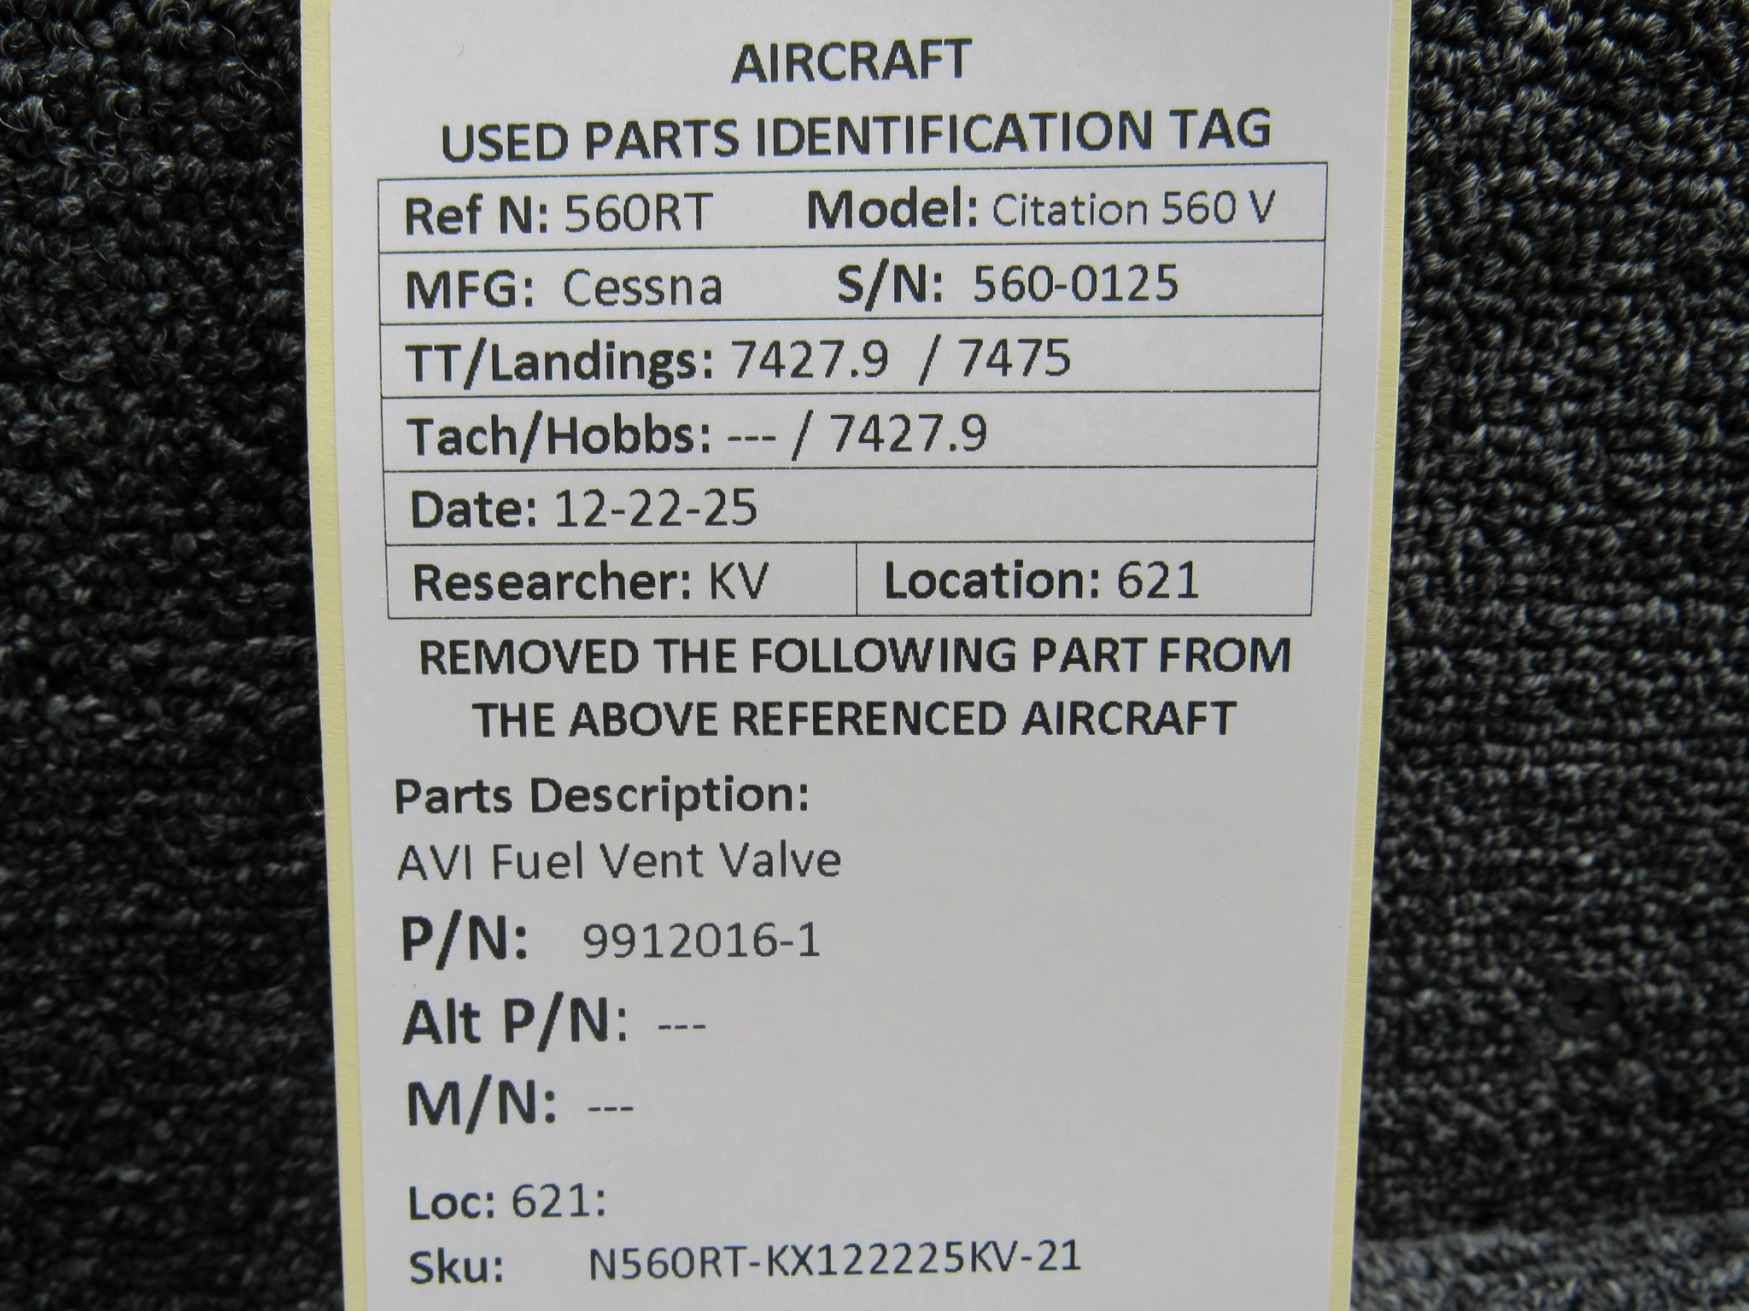 AIRCRAFT
USED PARTS IDENTIFICATION TAG
Ref N: 560RT Model: Citation 560 V
MFG: Cessna S/N: 560-0125
TT/Landings: 7427.9 / 7475
Tach/Hobbs: --- / 7427.9
Date: 12-22-25
Researcher: KV Location: 621
REMOVED THE FOLLOWING PART FROM
THE ABOVE REFERENCED AIRCRAFT
Parts Description:
AVI Fuel Vent Valve
P/N: 9912016-1
Alt P/N: ---
M/N: ---
Loc: 621:
Sku: N560RT-KX122225KV-21